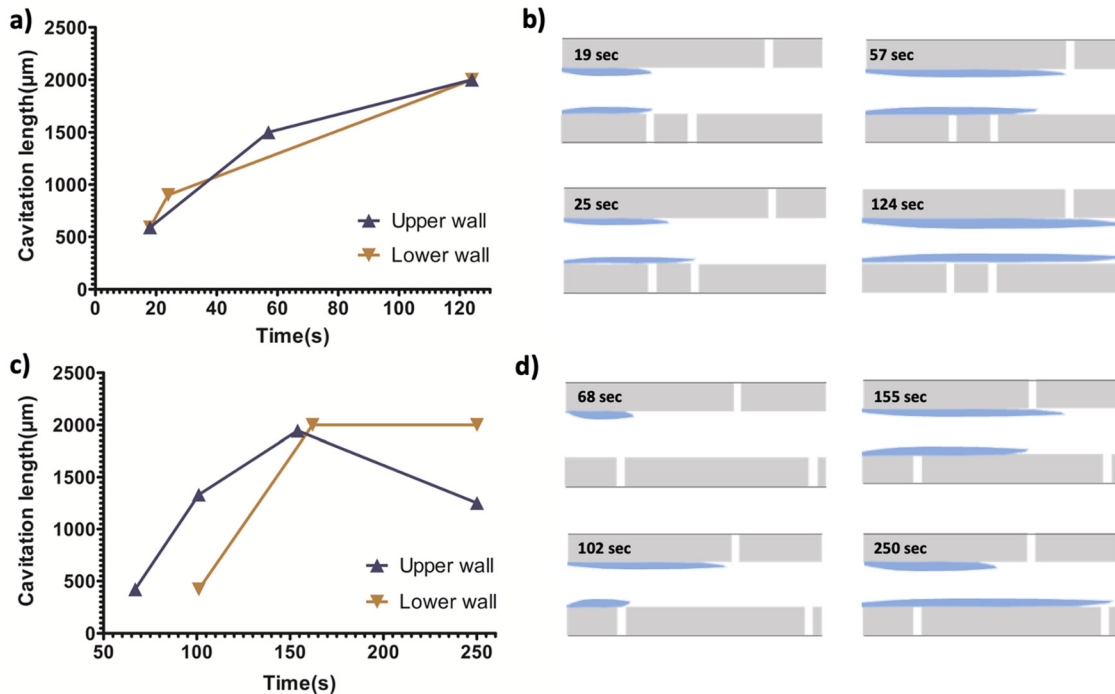 a)
2500
2000
1500
1000
500
0
Cavitation length(µm)
Upper wall
Lower wall
0 20 40 60 80 100 120
Time(s)
b)
19 sec
57 sec
25 sec
124 sec
c)
2500
2000
1500
1000
500
0
Cavitation length(µm)
Upper wall
Lower wall
50 100 150 200 250
Time(s)
d)
68 sec
155 sec
102 sec
250 sec